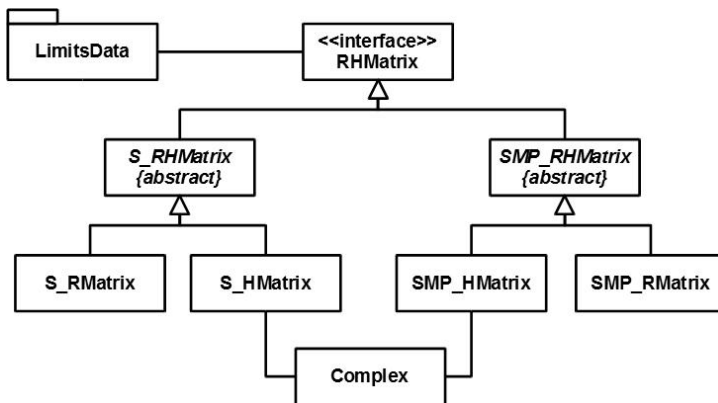 LimitsData
<<interface>>
RHMatrix
S_RHMatrix
{abstract}
SMP_RHMatrix
{abstract}
S_RMatrix
S_HMatrix
SMP_HMatrix
SMP_RMatrix
Complex